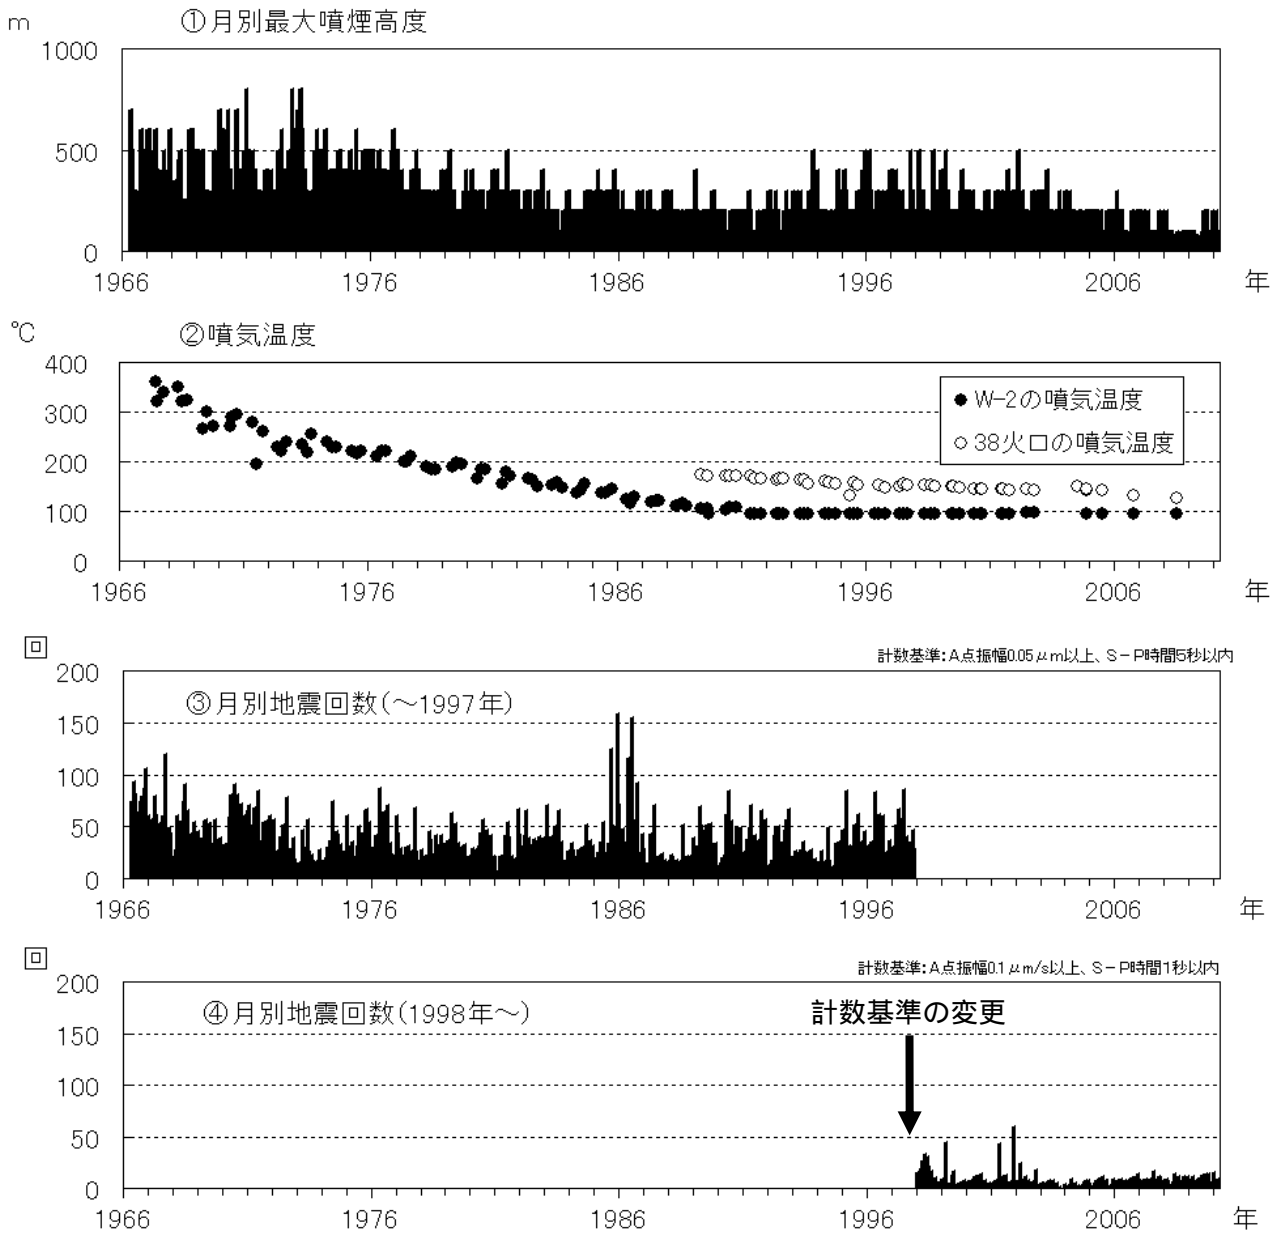 m
①月別最大噴煙高度
1000
500
0
1966 1976 1986 1996 2006 年
℃
②噴気温度
400
300
200
100
0
● W-2の噴気温度
○ 38火口の噴気温度
1966 1976 1986 1996 2006 年
回
計数基準:A点振幅0.05μm以上、S-P時間5秒以内
③月別地震回数(~1997年)
200
150
100
50
0
1966 1976 1986 1996 2006 年
回
計数基準:A点振幅0.1μm/s以上、S-P時間1秒以内
④月別地震回数(1998年~)
計数基準の変更
200
150
100
50
0
1966 1976 1986 1996 2006 年